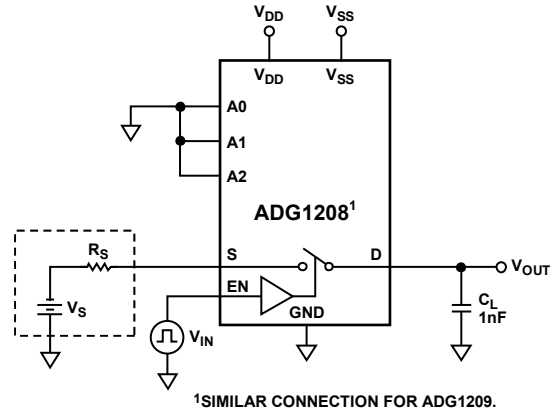 VDD VSS
VDD VSS
A0
A1
A2
ADG1208¹
RS
S D
VOUT
EN
VS
GND
CL
1nF
VIN
¹SIMILAR CONNECTION FOR ADG1209.